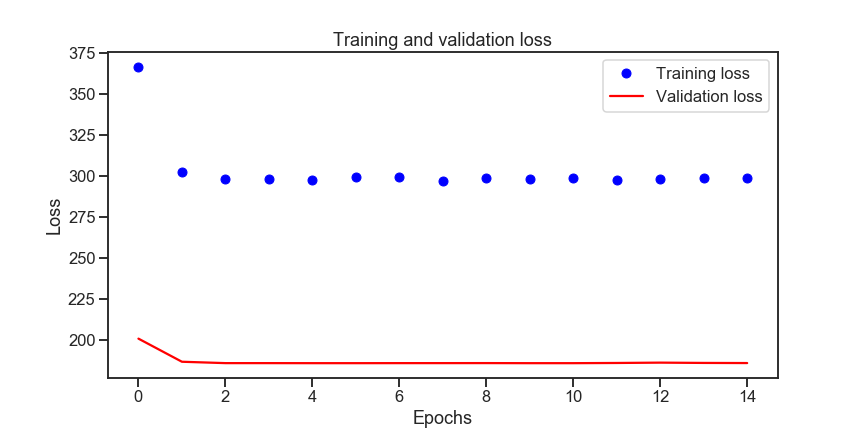 Training and validation loss
375
350
325
300
275
250
225
200
Loss
Training loss
Validation loss
0 2 4 6 8 10 12 14
Epochs